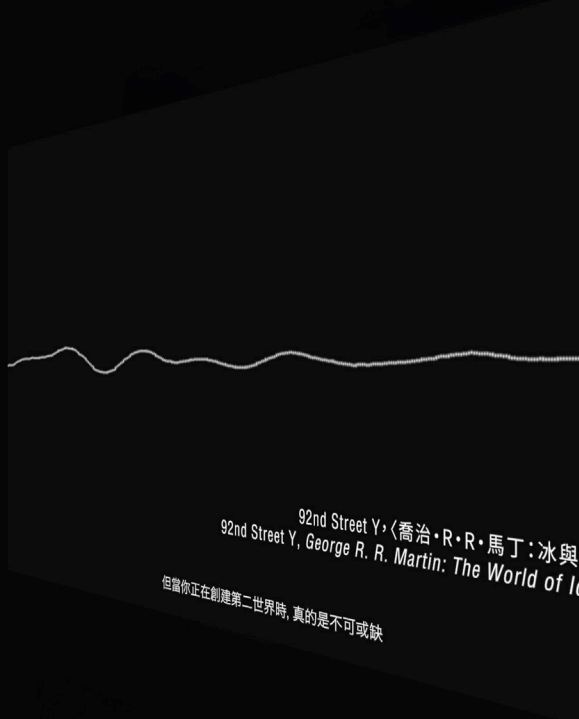 92nd Street Y,〈喬治·R·R·馬丁：冰與
92nd Street Y, George R. R. Martin: The World of Ic
但當你正在創建第二世界時, 真的是不可或缺